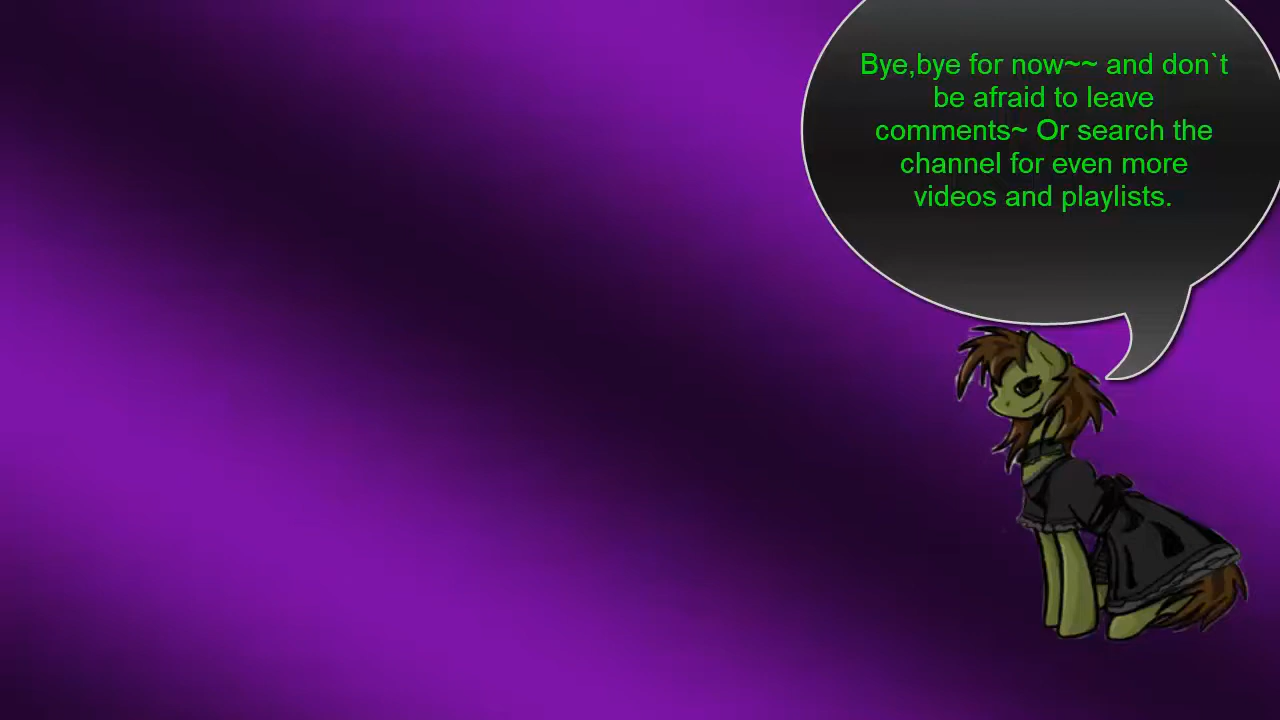 Bye,bye for now~~ and don`t
be afraid to leave
comments~ Or search the
channel for even more
videos and playlists.